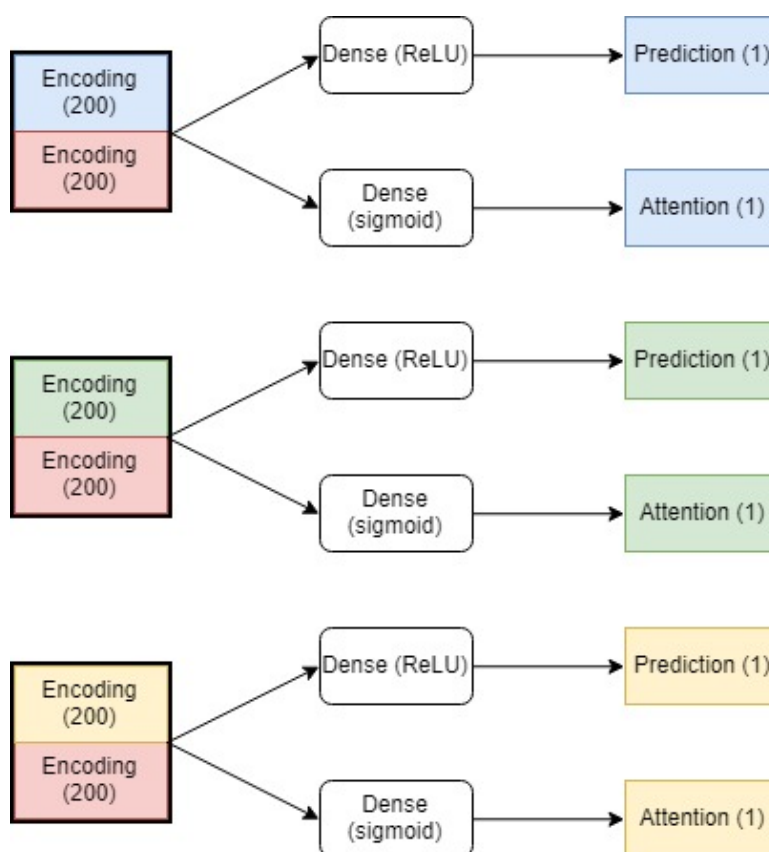 Encoding
(200)
Encoding
(200)
Dense (ReLU)
Prediction (1)
Dense
(sigmoid)
Attention (1)
Encoding
(200)
Encoding
(200)
Dense (ReLU)
Prediction (1)
Dense
(sigmoid)
Attention (1)
Encoding
(200)
Encoding
(200)
Dense (ReLU)
Prediction (1)
Dense
(sigmoid)
Attention (1)